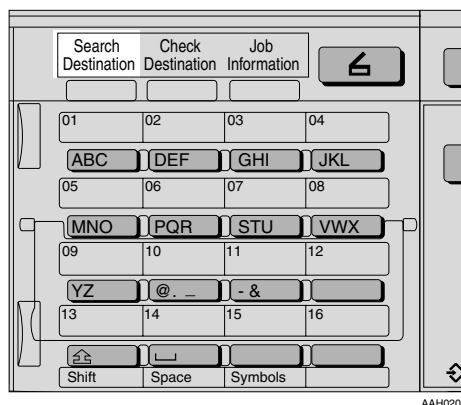 Search Check Job
Destination Destination Information
01 02 03 04
ABC DEF GHI JKL
05 06 07 08
MNO PQR STU VWX
09 10 11 12
YZ @. _ - &
13 14 15 16
Shift Space Symbols
AAH020